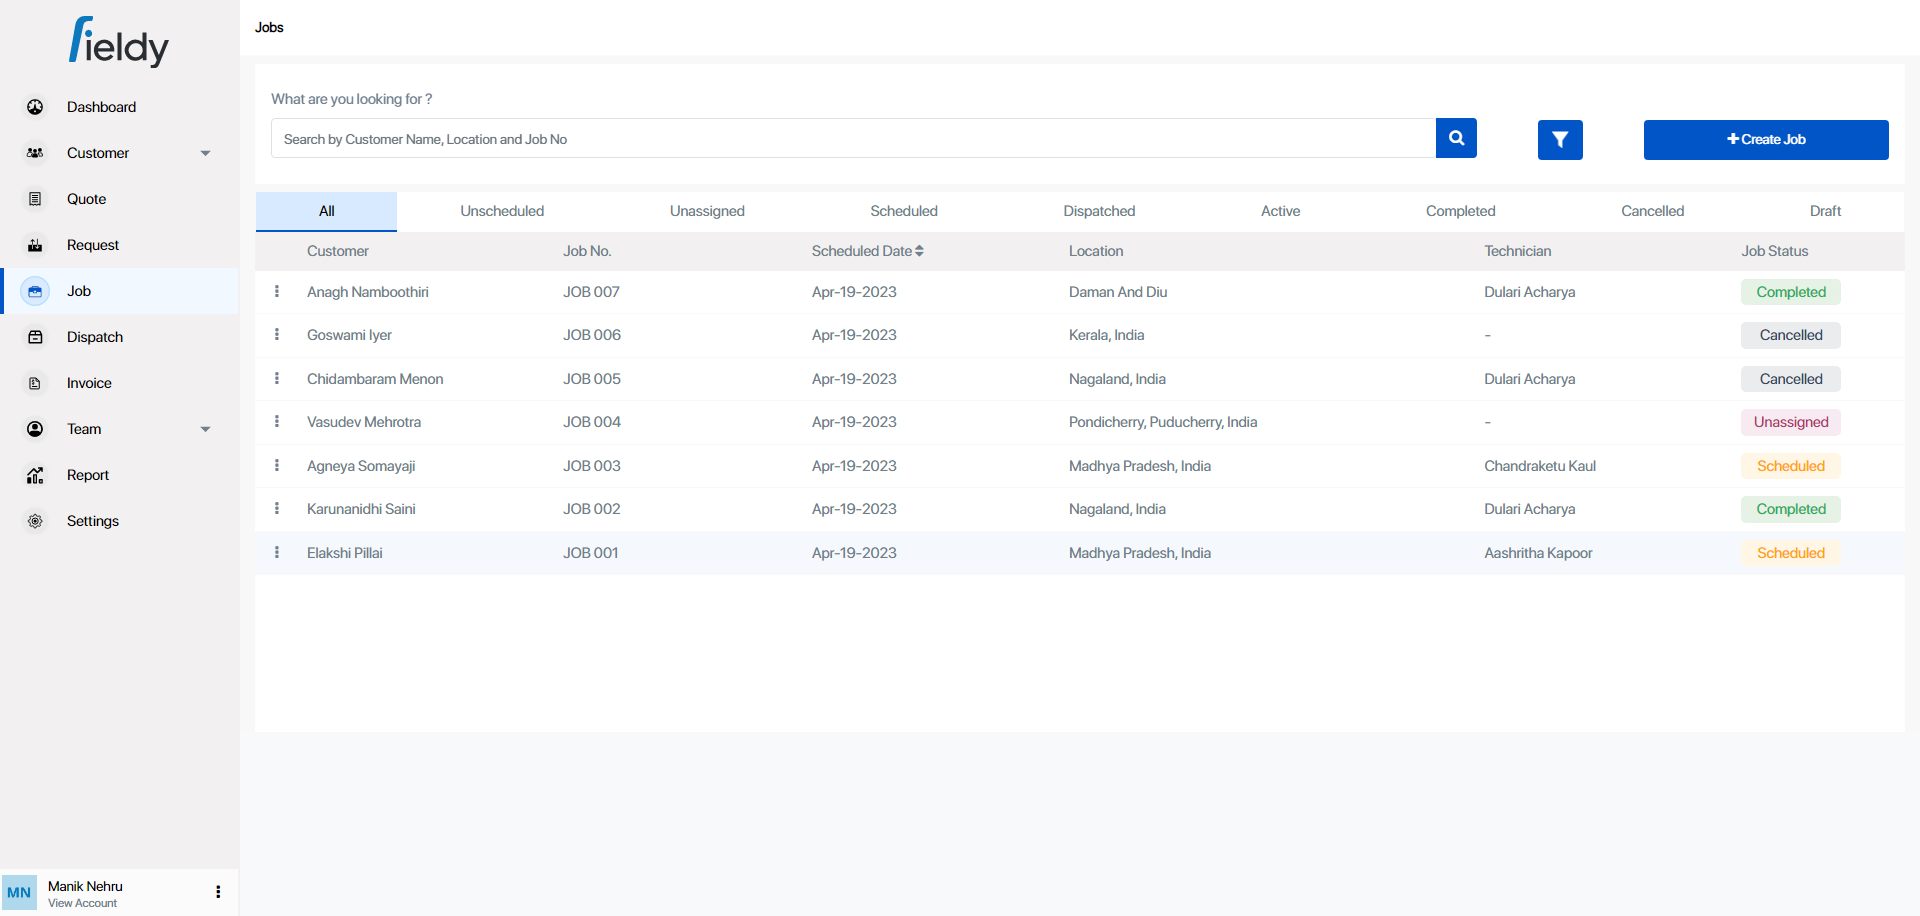 fieldy
Dashboard
Customer
Quote
Request
Job
Dispatch
Invoice
Team
Report
Settings
MN
Manik Nehru
View Account
Jobs
What are you looking for ?
Search by Customer Name, Location and Job No
Create Job
All Unscheduled Unassigned Scheduled Dispatched Active Completed Cancelled Draft
Customer Job No. Scheduled Date Location Technician Job Status
Anagh Namboothiri JOB 007 Apr-19-2023 Daman And Diu Dulari Acharya Completed
Goswami Iyer JOB 006 Apr-19-2023 Kerala, India - Cancelled
Chidambaram Menon JOB 005 Apr-19-2023 Nagaland, India Dulari Acharya Cancelled
Vasudev Mehrotra JOB 004 Apr-19-2023 Pondicherry, Puducherry, India - Unassigned
Agneya Somayaji JOB 003 Apr-19-2023 Madhya Pradesh, India Chandraketu Kaul Scheduled
Karunanidhi Saini JOB 002 Apr-19-2023 Nagaland, India Dulari Acharya Completed
Elakshi Pillai JOB 001 Apr-19-2023 Madhya Pradesh, India Aashritha Kapoor Scheduled